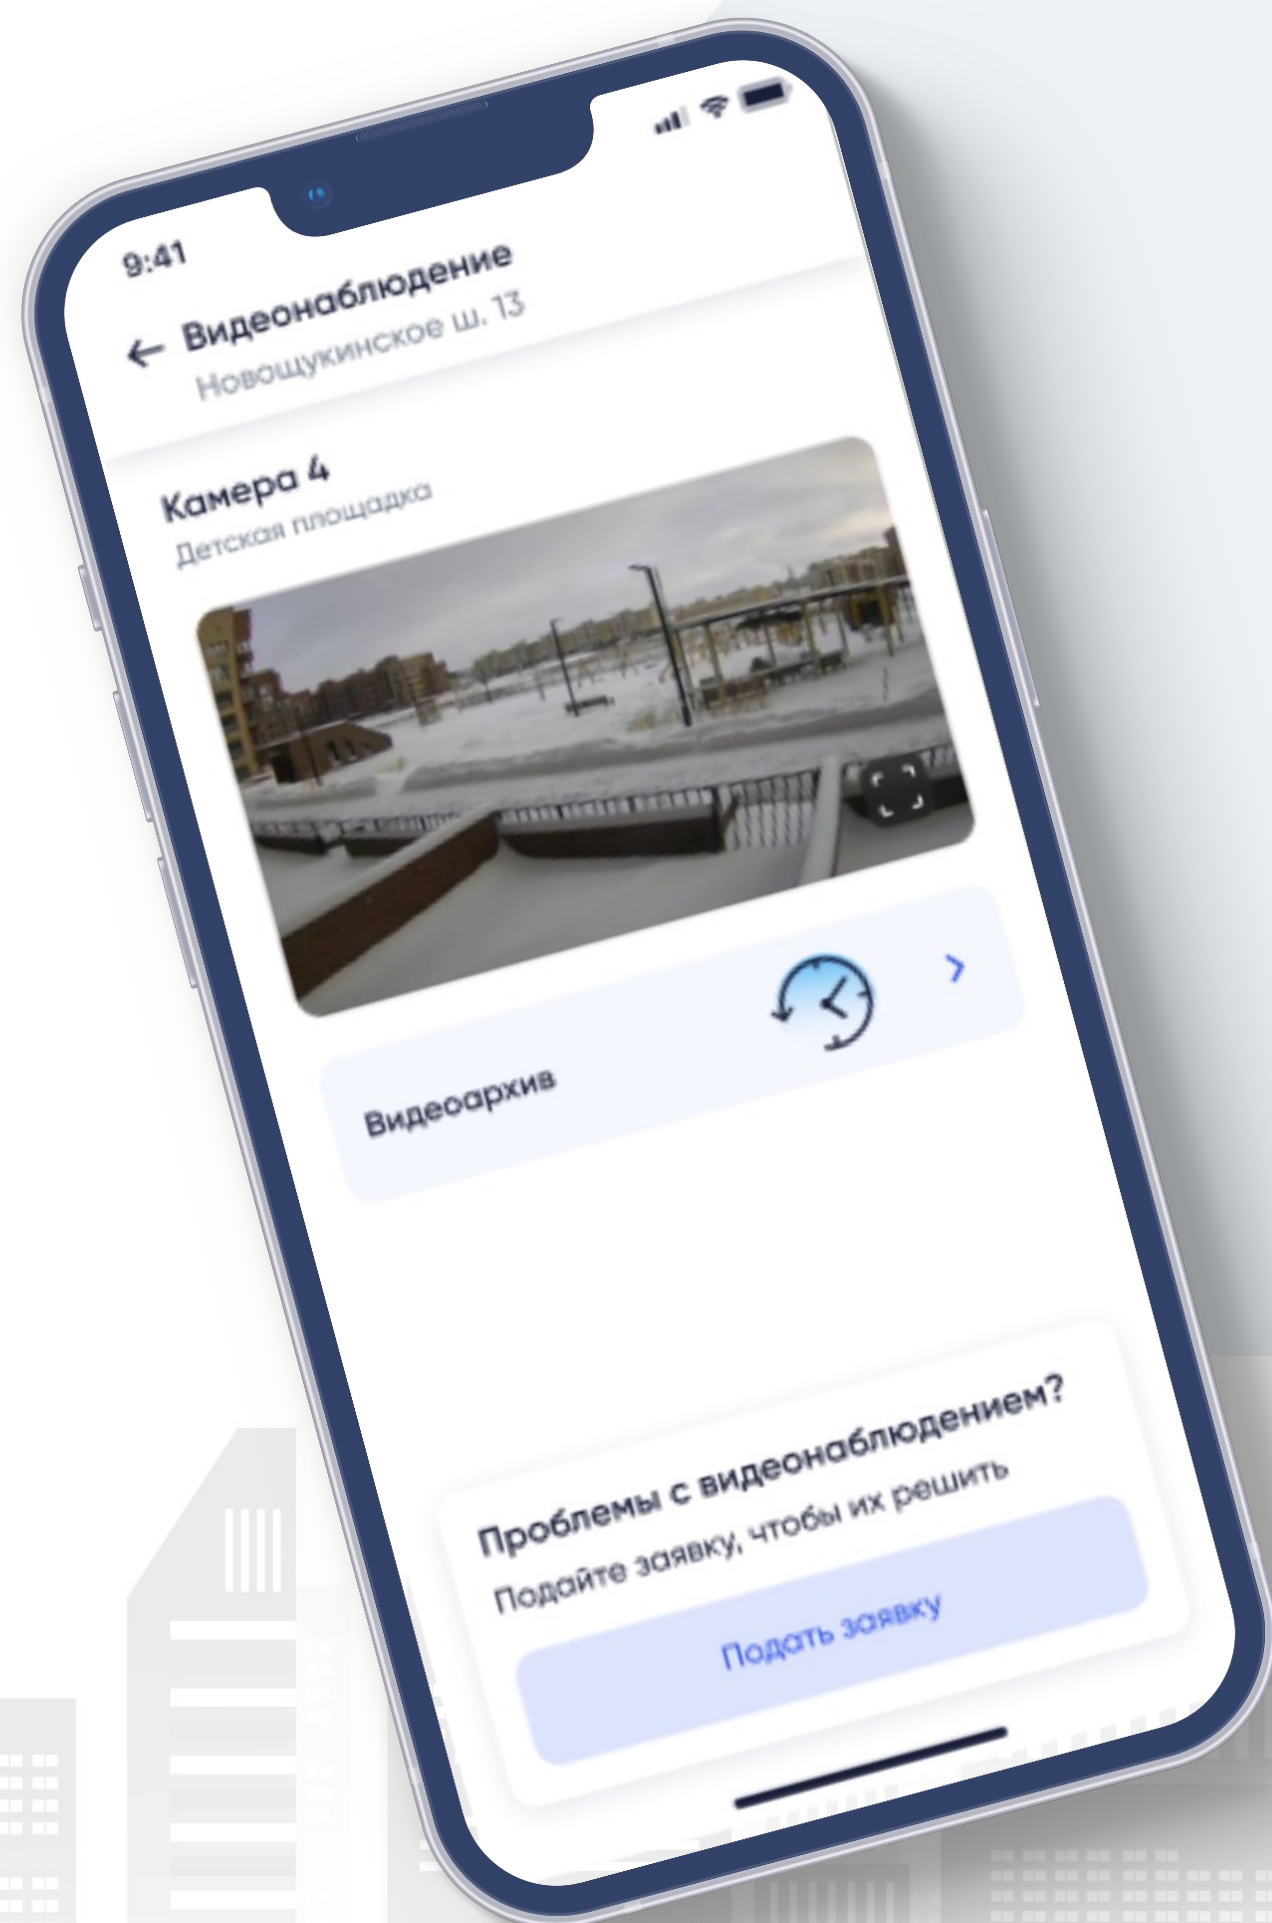 9:41
Видеонаблюдение
Новощукинское ш. 13
Камера 4
Детская площадка
Видеоархив
Проблемы с видеонаблюдением?
Подайте заявку, чтобы их решить
Подать заявку